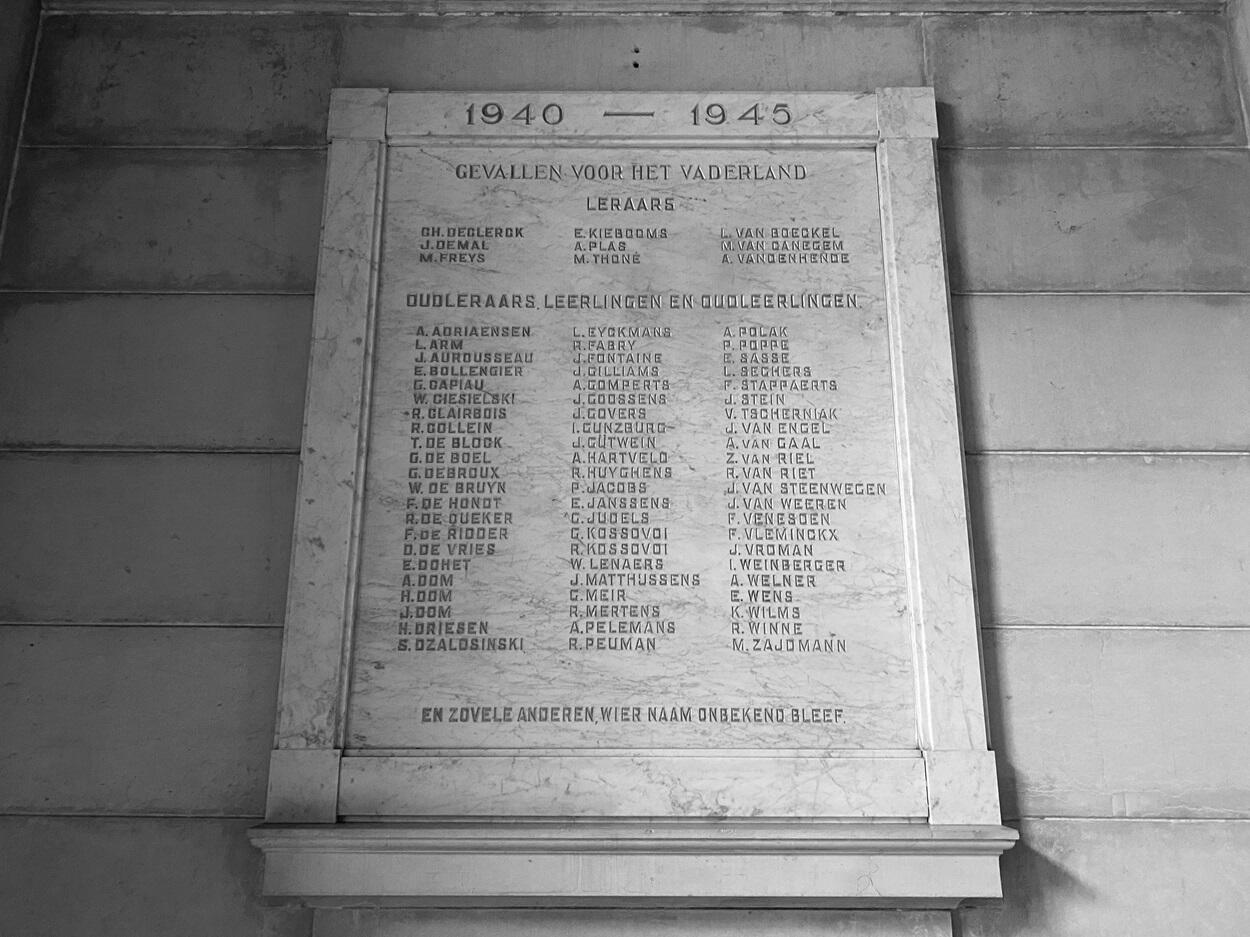 1940 — 1945
GEVALLEN VOOR HET VADERLAND
LERAARS
CH. DECLERCK E. KIEBOOMS L. VAN BOECKEL
J. DEMAL A. PLAS M. VAN DANEGEM
M. FREYS M. THONÉ A. VANDENHENDE
OUDLERAARS, LEERLINGEN EN OUDLEERLINGEN.
A. ADRIAENSEN L. EYCKMANS A. POLAK
L. ARM R. FABRY P. POPPE
J. AUROUSSEAU J. FONTAINE E. SASSE
E. BOLLENGIER J. GILLIAMS L. SEGHERS
G. CAPIAU A. GOMPERTS F. STAPPAERTS
W. CIESIELSKI J. GOOSSENS J. STEIN
R. CLAIRBOIS J. GOVERS V. TSCHERNIAK
R. COLLEIN I. GUNZBURG J. VAN ENGEL
T. DE BLOCK J. GÜTWEIN A. VAN GAAL
G. DE BOEL A. HARTVELD Z. VAN RIEL
G. DEBROUX R. HUYGHENS R. VAN RIET
W. DE BRUYN P. JACOBS J. VAN STEENWEGEN
F. DE HONDT E. JANSSENS J. VAN WEEREN
R. DE QUEKER C. JUDELS F. VENESOEN
F. DE RIDDER G. KOSSOVOI F. VLEMINCKX
D. DE VRIES R. KOSSOVOI J. VROMAN
E. DOHET W. LENAERS I. WEINBERGER
A. DOM J. MATTHUSSENS A. WELNER
H. DOM G. MEIR E. WENS
J. DOM R. MERTENS K. WILMS
H. DRIESEN A. PELEMANS R. WINNE
S. DZALOSINSKI R. PEUMAN M. ZAJDMANN
EN ZOVELE ANDEREN, WIER NAAM ONBEKEND BLEEF.